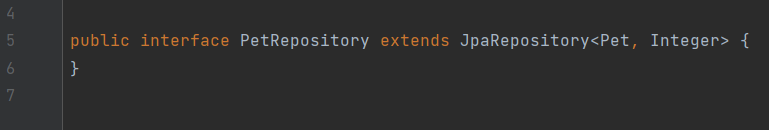 4
5 public interface PetRepository extends JpaRepository<Pet, Integer> {
6 }
7